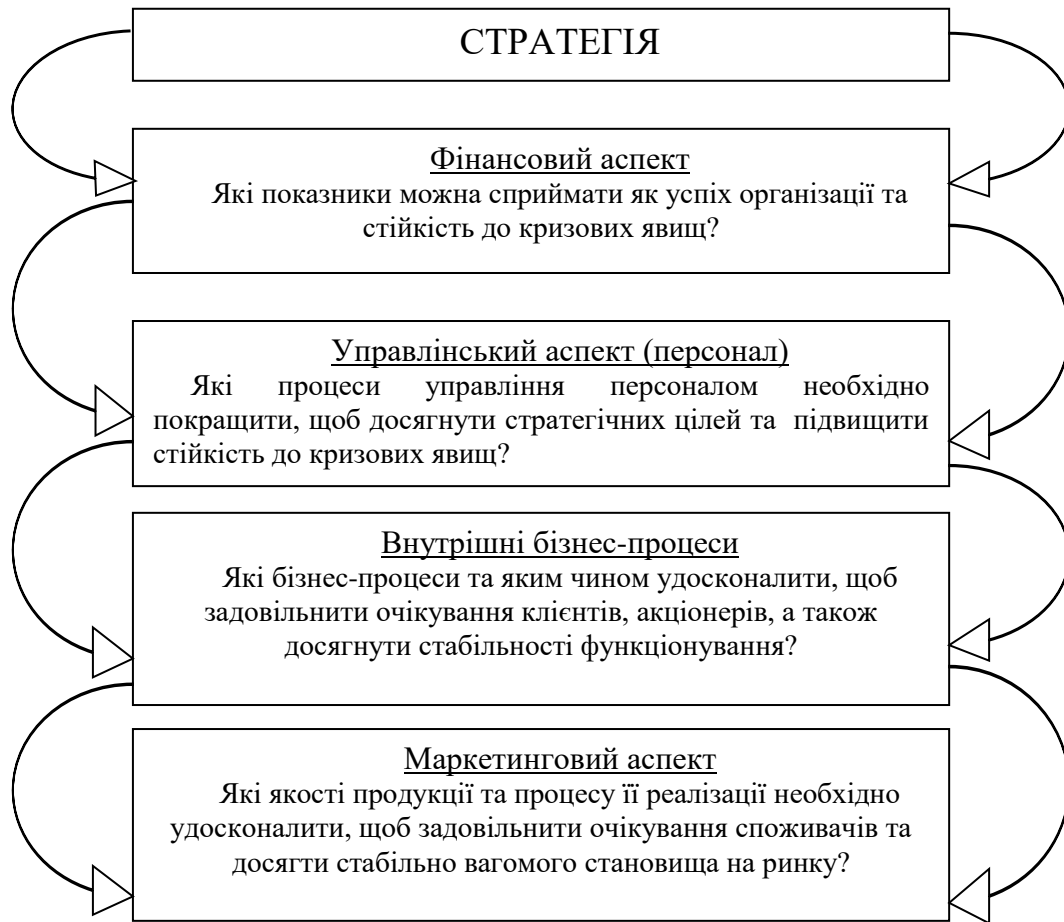 СТРАТЕГІЯ
Фінансовий аспект
Які показники можна сприймати як успіх організації та
стійкість до кризових явищ?
Управлінський аспект (персонал)
Які процеси управління персоналом необхідно
покращити, щоб досягнути стратегічних цілей та підвищити
стійкість до кризових явищ?
Внутрішні бізнес-процеси
Які бізнес-процеси та яким чином удосконалити, щоб
задовільнити очікування клієнтів, акціонерів, а також
досягнути стабільності функціонування?
Маркетинговий аспект
Які якості продукції та процесу її реалізації необхідно
удосконалити, щоб задовільнити очікування споживачів та
досягти стабільно вагомого становища на ринку?